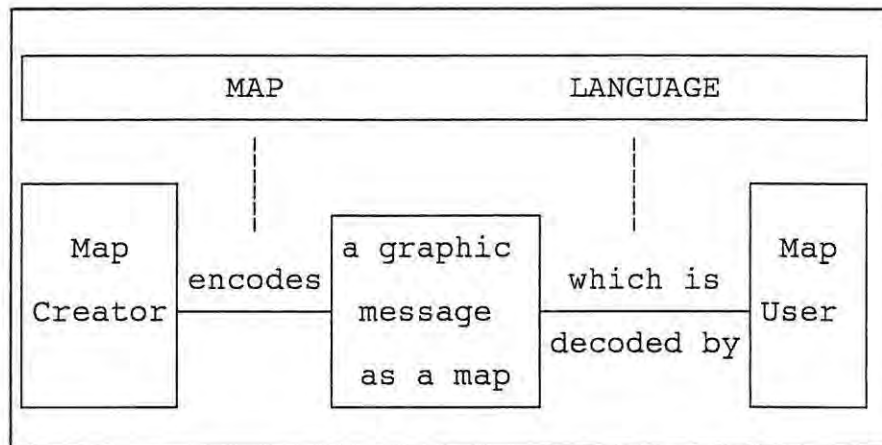 MAP LANGUAGE
Map
Creator
encodes
a graphic
message
as a map
which is
decoded by
Map
User